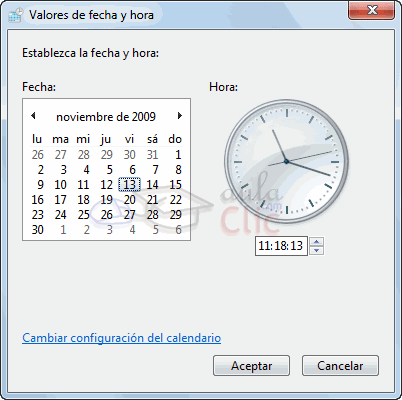 Valores de fecha y hora
Establezca la fecha y hora:
Fecha:
Hora:
noviembre de 2009
lu ma mi ju vi sá do
26 27 28 29 30 31 1
2 3 4 5 6 7 8
9 10 11 12 13 14 15
16 17 18 19 20 21 22
23 24 25 26 27 28 29
30 1 2 3 4 5 6
aula
Clic
.com
11:18:13
Cambiar configuración del calendario
Aceptar
Cancelar